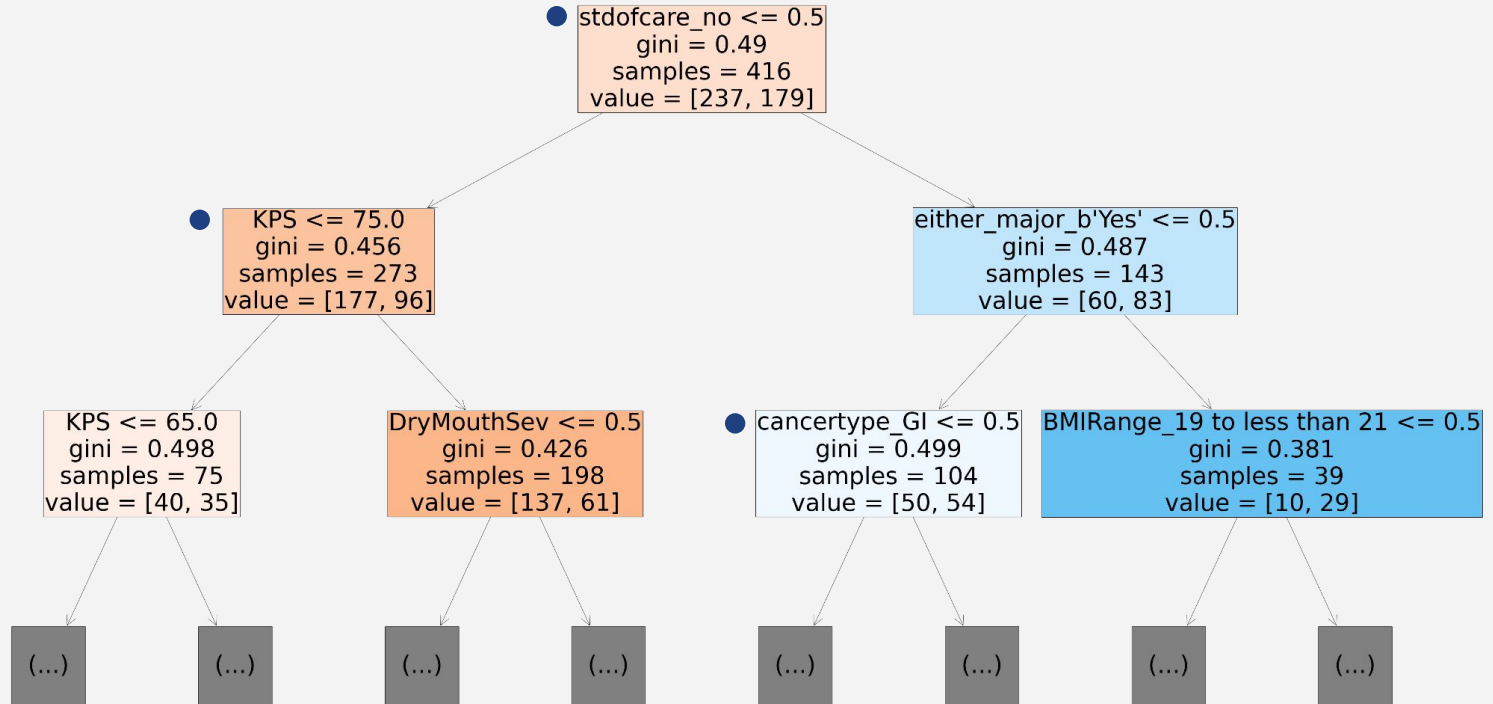 stdofcare_no <= 0.5
gini = 0.49
samples = 416
value = [237, 179]
KPS <= 75.0
gini = 0.456
samples = 273
value = [177, 96]
either_major_b'Yes' <= 0.5
gini = 0.487
samples = 143
value = [60, 83]
KPS <= 65.0
gini = 0.498
samples = 75
value = [40, 35]
DryMouthSev <= 0.5
gini = 0.426
samples = 198
value = [137, 61]
cancertype_GI <= 0.5
gini = 0.499
samples = 104
value = [50, 54]
BMIRange_19 to less than 21 <= 0.5
gini = 0.381
samples = 39
value = [10, 29]
(...)
(...)
(...)
(...)
(...)
(...)
(...)
(...)